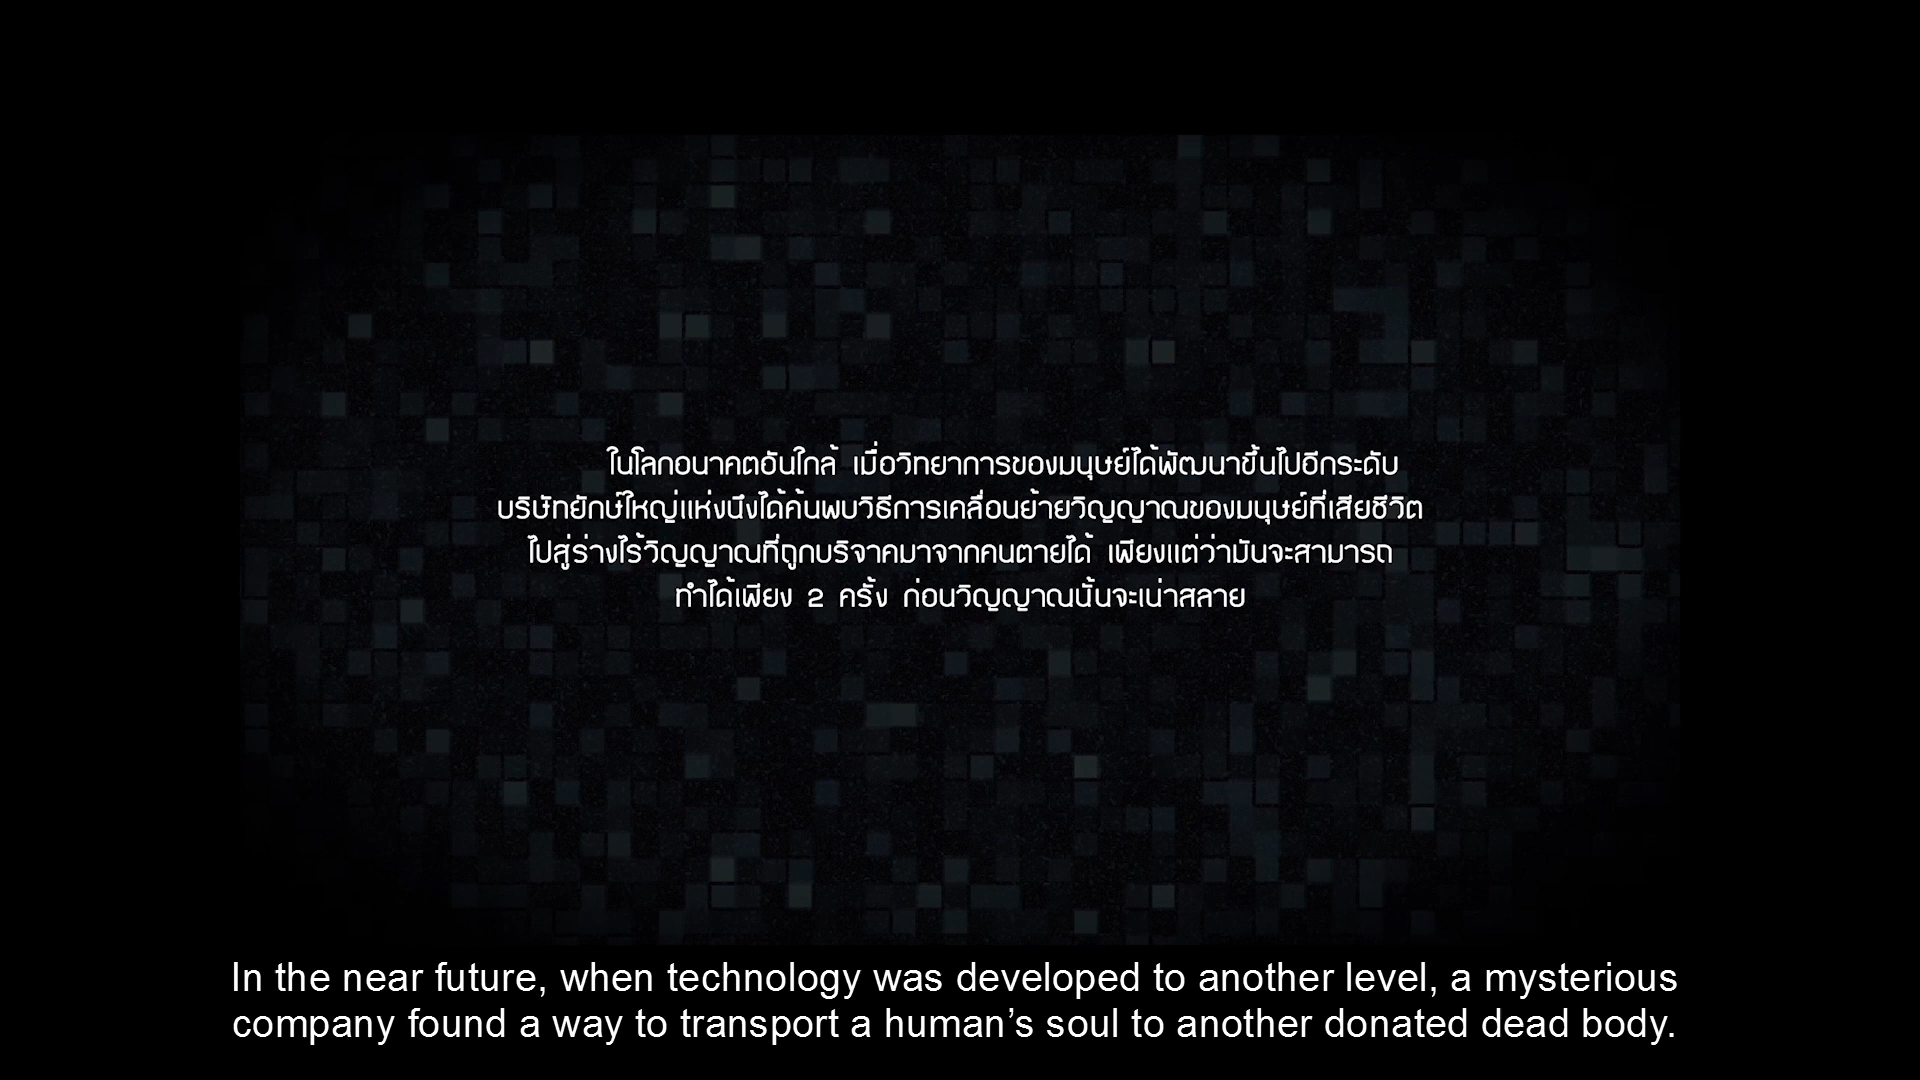 ในโลกอนาคตอันใกล้ เมื่อวิทยาการของมนุษย์ได้พัฒนาขึ้นไปอีกระดับ
บริษัทยักษ์ใหญ่แห่งนึงได้ค้นพบวิธีการเคลื่อนย้ายวิญญาณของมนุษย์ที่เสียชีวิต
ไปสู่ร่างไร้วิญญาณที่ถูกบริจาคมาจากคนตายได้ เพียงแต่ว่ามันจะสามารถ
ทำได้เพียง 2 ครั้ง ก่อนวิญญาณนั้นจะเน่าสลาย
In the near future, when technology was developed to another level, a mysterious
company found a way to transport a human’s soul to another donated dead body.